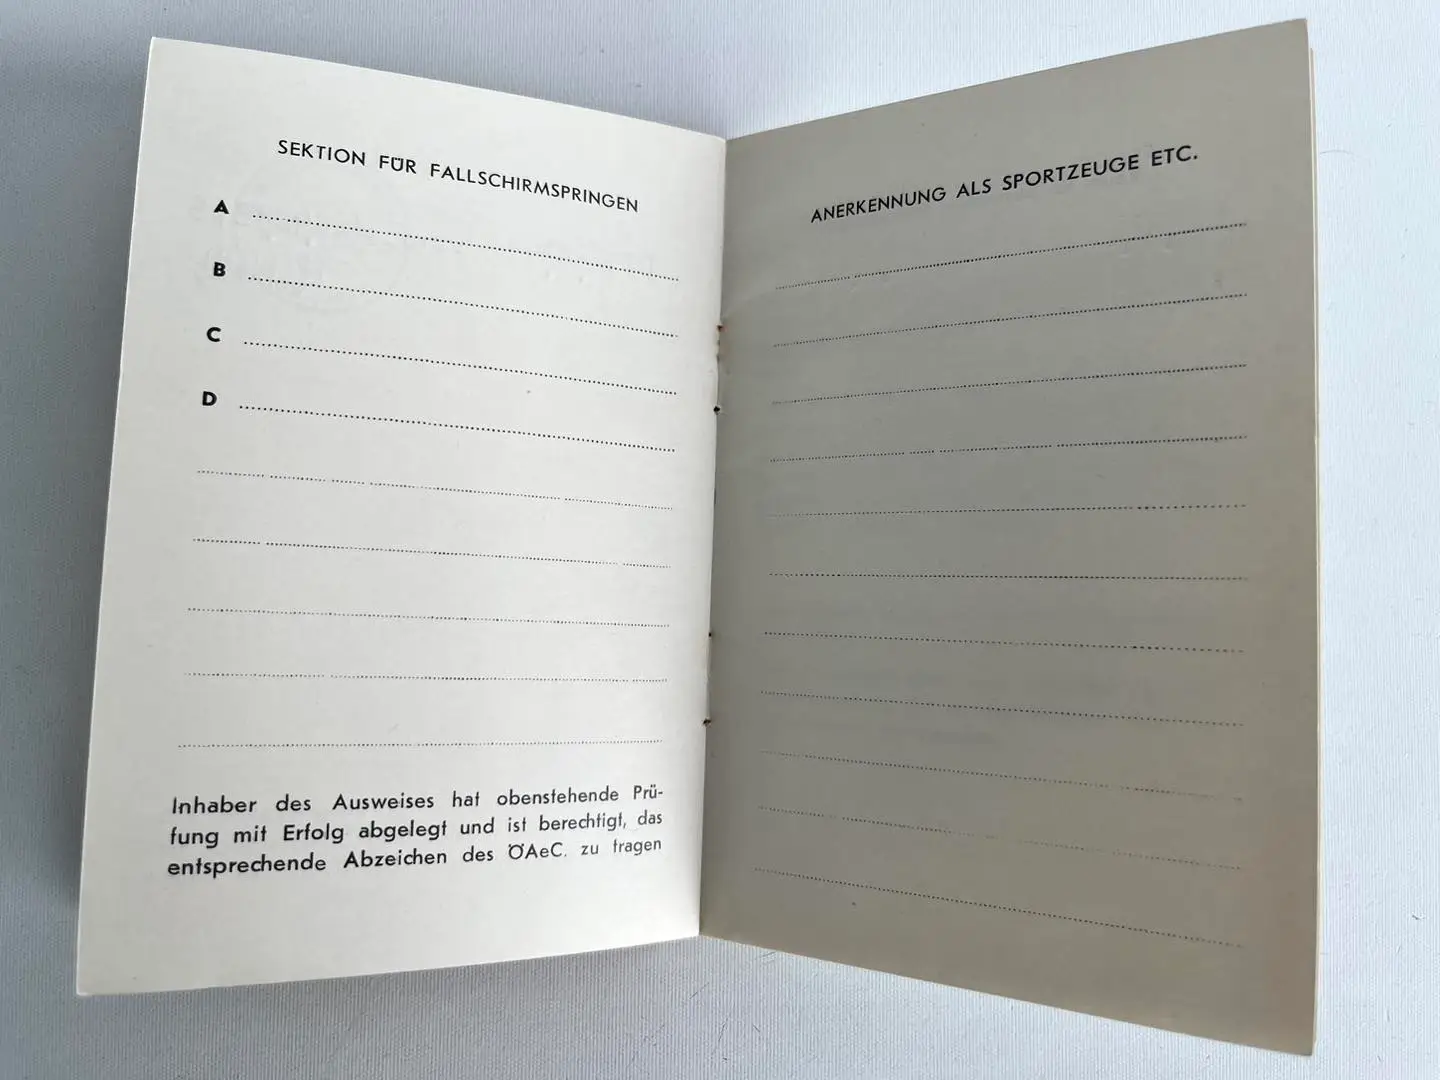 SEKTION FÜR FALLSCHIRMSPRINGEN
A
B
C
D
Inhaber des Ausweises hat obenstehende Prü-
fung mit Erfolg abgelegt und ist berechtigt, das
entsprechende Abzeichen des ÖAeC. zu tragen
ANERKENNUNG ALS SPORTZEUGE ETC.